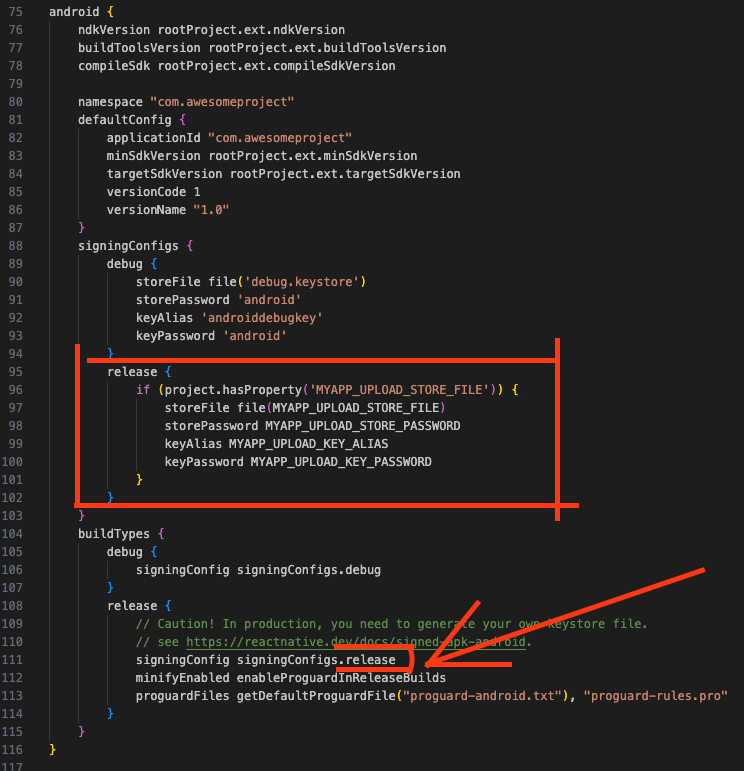 75 android {
76 ndkVersion rootProject.ext.ndkVersion
77 buildToolsVersion rootProject.ext.buildToolsVersion
78 compileSdk rootProject.ext.compileSdkVersion
79
80 namespace "com.awesomeproject"
81 defaultConfig {
82 applicationId "com.awesomeproject"
83 minSdkVersion rootProject.ext.minSdkVersion
84 targetSdkVersion rootProject.ext.targetSdkVersion
85 versionCode 1
86 versionName "1.0"
87 }
88 signingConfigs {
89 debug {
90 storeFile file('debug.keystore')
91 storePassword 'android'
92 keyAlias 'androiddebugkey'
93 keyPassword 'android'
94 }
95 release {
96 if (project.hasProperty('MYAPP_UPLOAD_STORE_FILE')) {
97 storeFile file(MYAPP_UPLOAD_STORE_FILE)
98 storePassword MYAPP_UPLOAD_STORE_PASSWORD
99 keyAlias MYAPP_UPLOAD_KEY_ALIAS
100 keyPassword MYAPP_UPLOAD_KEY_PASSWORD
101 }
102 }
103 }
104 buildTypes {
105 debug {
106 signingConfig signingConfigs.debug
107 }
108 release {
109 // Caution! In production, you need to generate your own keystore file.
110 // see https://reactnative.dev/docs/signed-apk-android.
111 signingConfig signingConfigs.release
112 minifyEnabled enableProguardInReleaseBuilds
113 proguardFiles getDefaultProguardFile("proguard-android.txt"), "proguard-rules.pro"
114 }
115 }
116 }
117